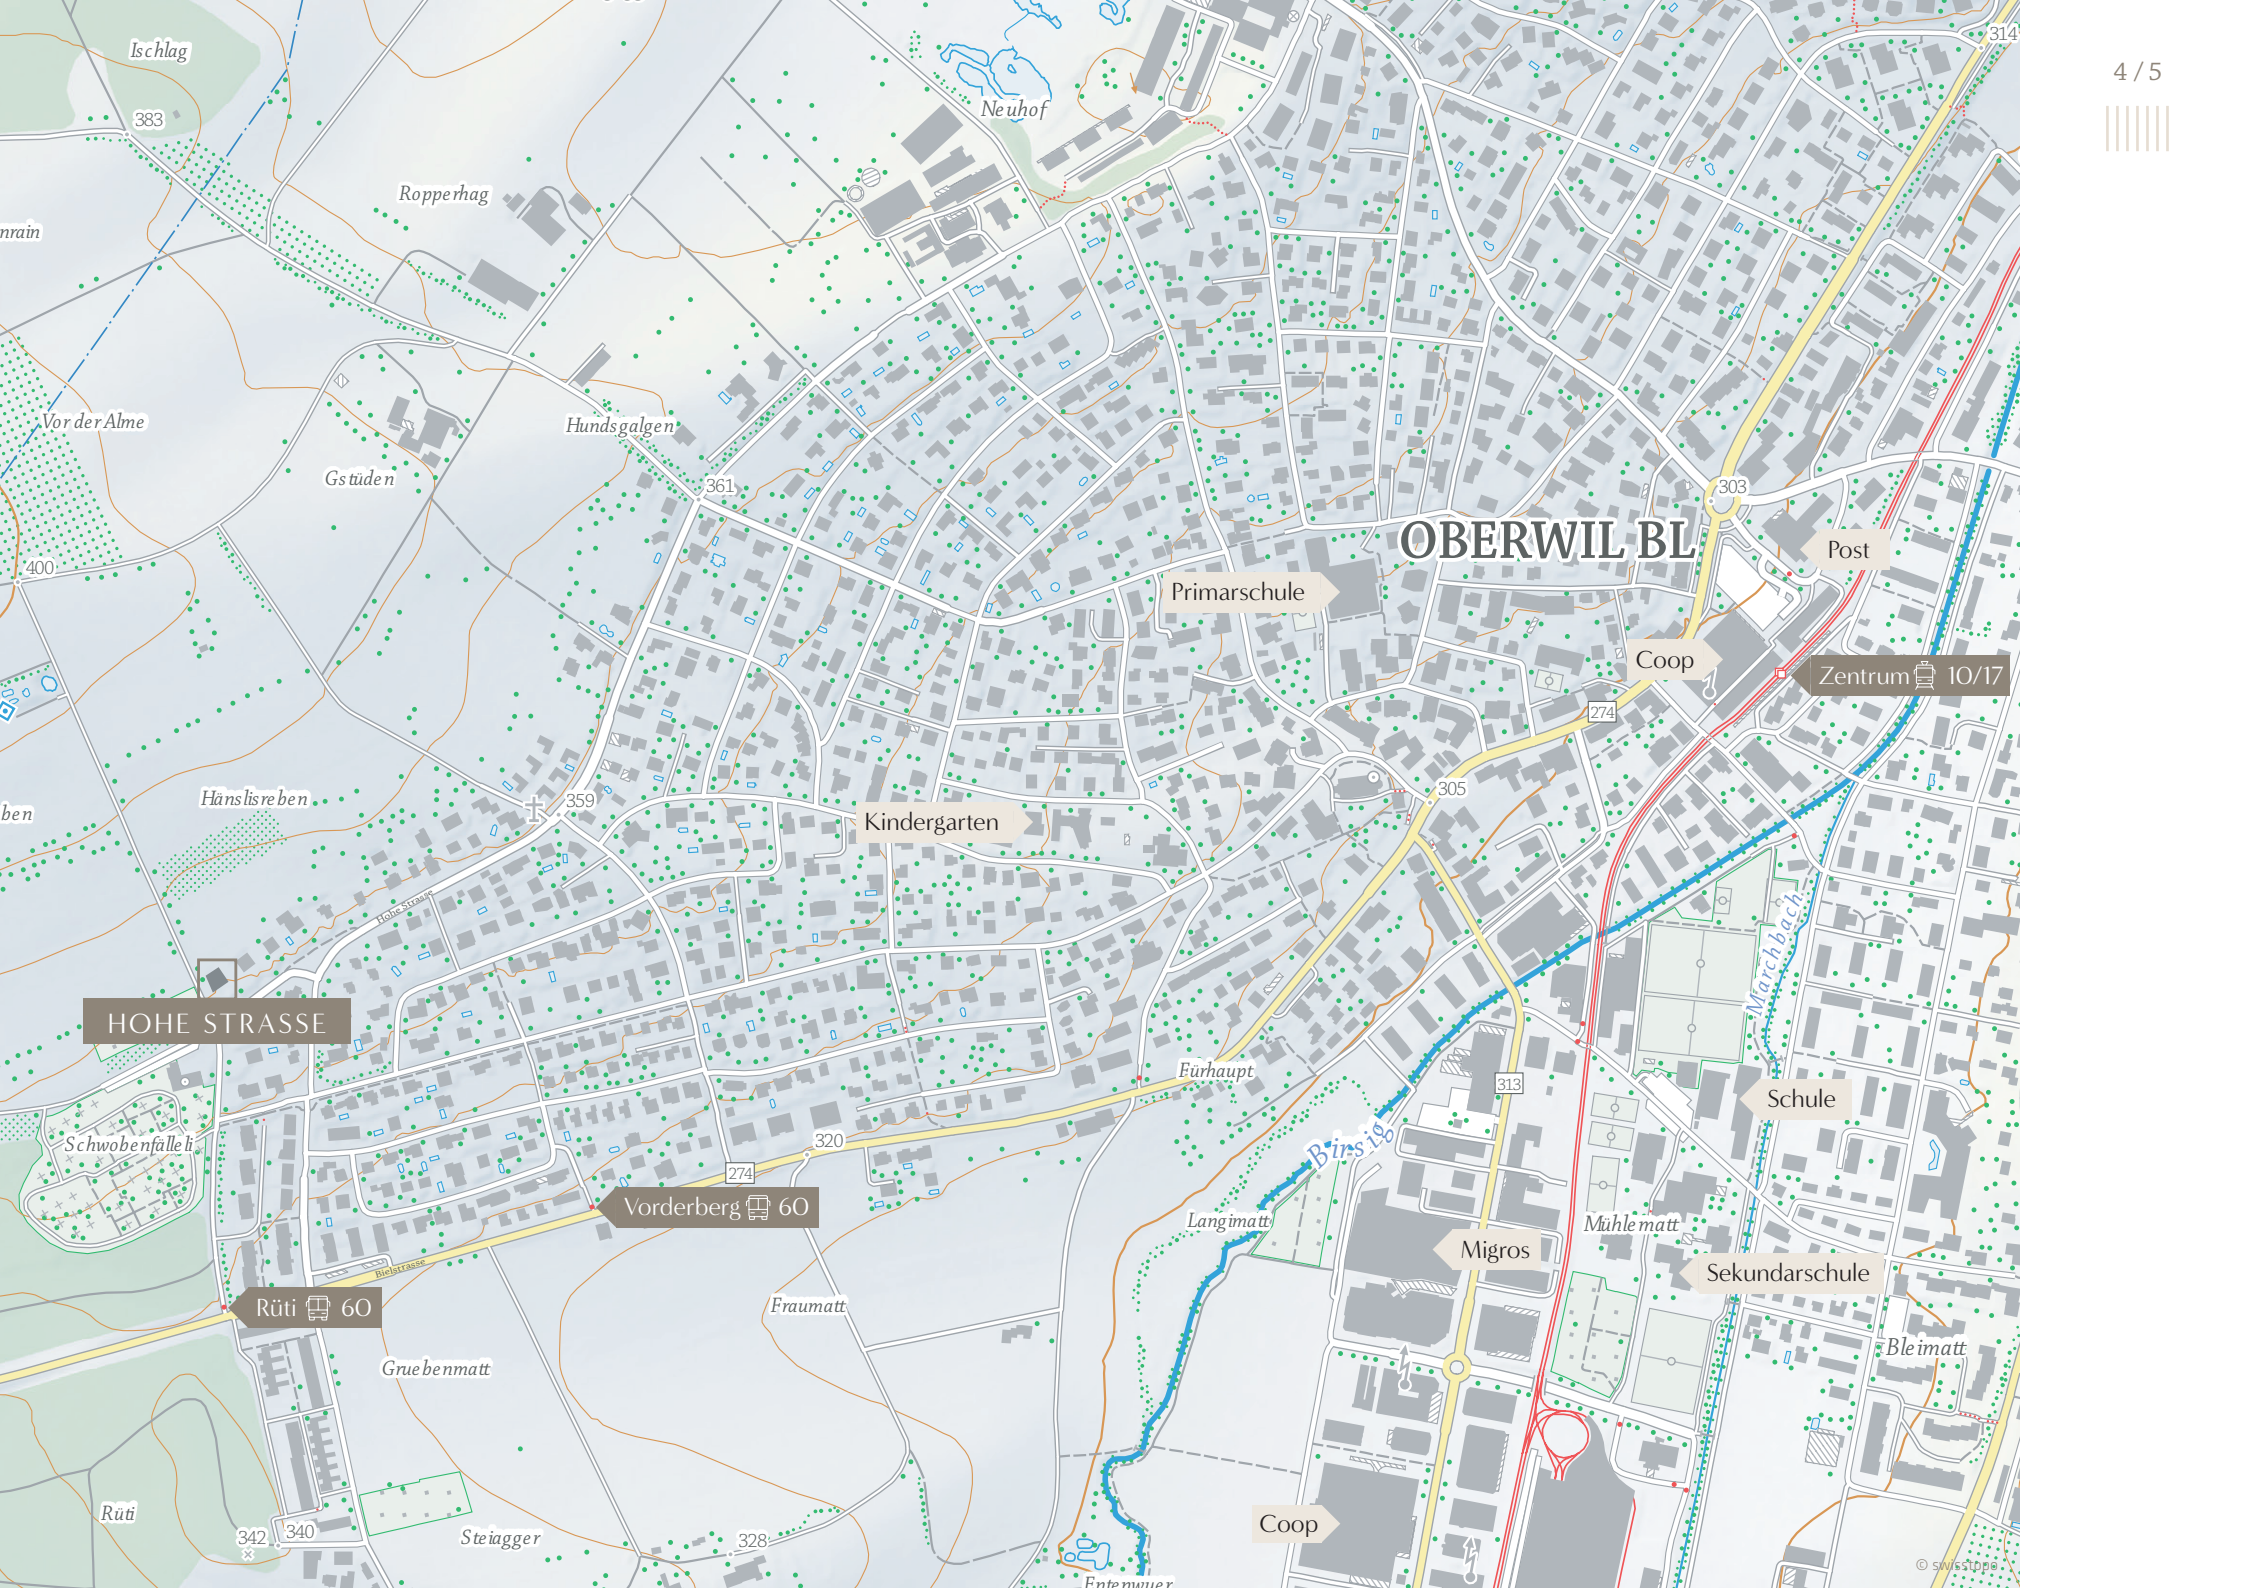 314
4 / 5
Ischlag
Neuhof
383
Ropperhag
nrain
Vor der Alme
Hundsgalgen
Gstüden
361
303
OBERWIL BL
Post
400
Primarschule
Coop
Zentrum 10/17
274
Hänslisreben
359
305
ben
Kindergarten
Hohe Strasse
Marchbach
HOHE STRASSE
Fürhaupt
313
Schule
Schwobenfälleli
320
Birsig
274
Vorderberg 60
Langimatt
Mühlematt
Migros
Bielstrasse
Sekundarschule
Rüti 60
Fraumatt
Bleimatt
Gruebenmatt
Rüti
342
340
Steiagger
328
Coop
© swisstopo
Entenwuer